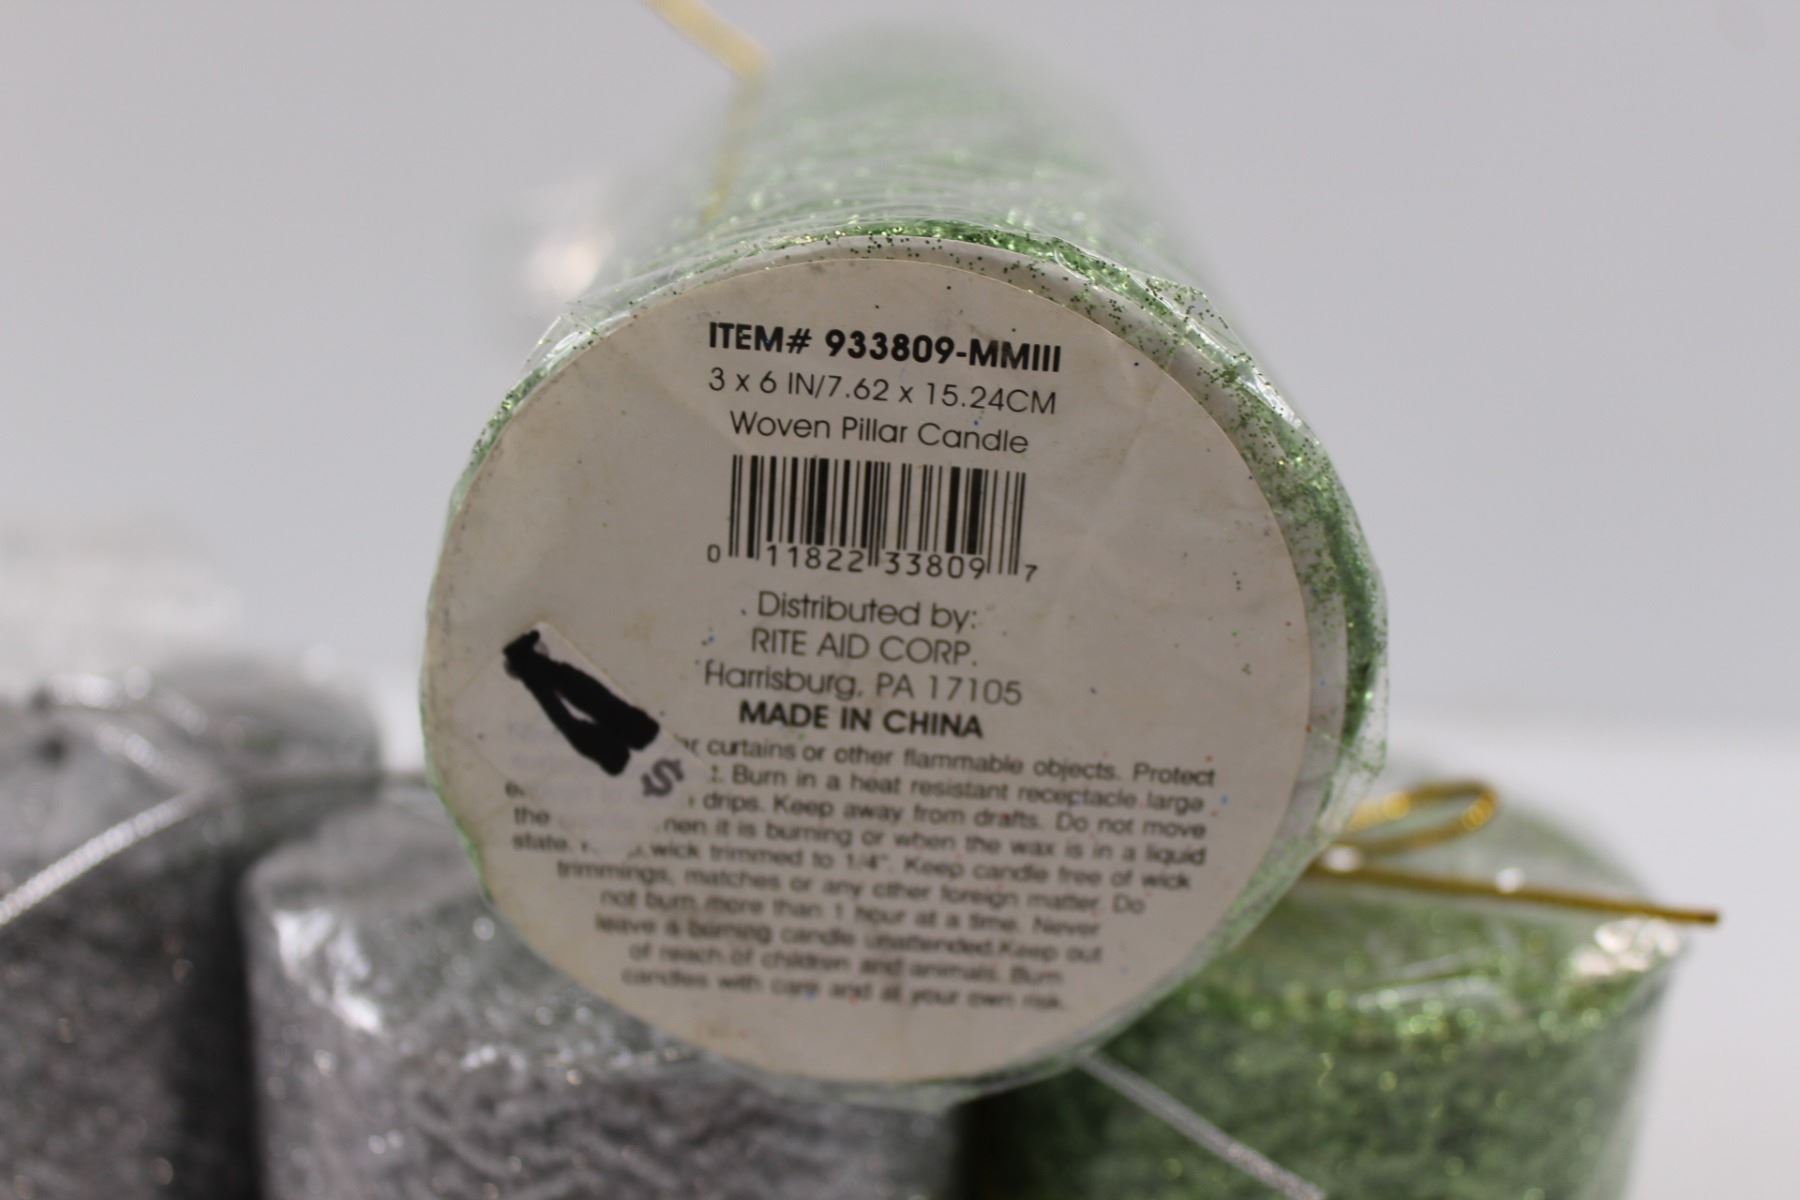 ITEM# 933809-MMIII
3 x 6 IN/7.62 x 15.24CM
Woven Pillar Candle
0 11822 33809 7
Distributed by:
RITE AID CORP.
Harrisburg, PA 17105
MADE IN CHINA
curtains or other flammable objects. Protect
Burn in a heat resistant receptacle large
$ drips. Keep away from drafts. Do not move
the it is burning or when the wax is in a liquid
state. wick trimmed to 1/4". Keep candle free of wick
trimmings, matches or any other foreign matter. Do
not burn more than 1 hour at a time. Never
leave a burning candle unattended.Keep out
of reach of children and animals. Burn
candles with care and at your own risk.